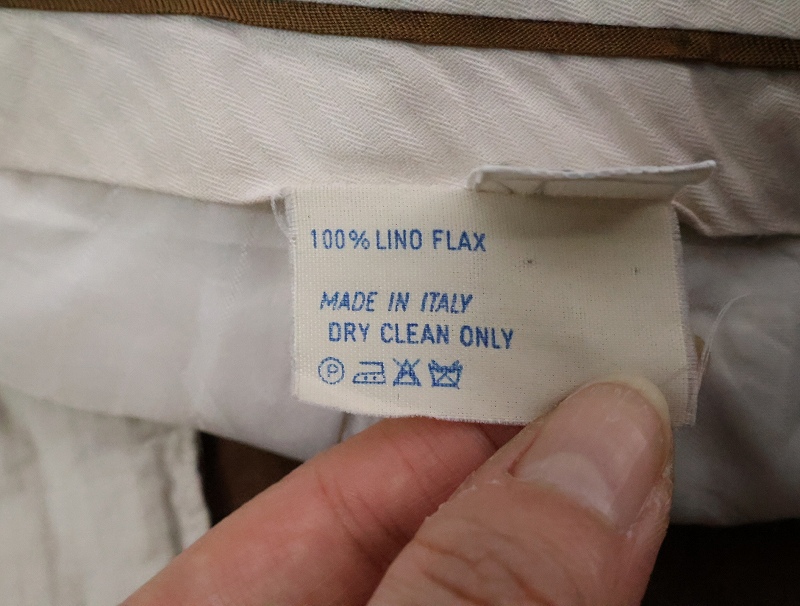 100% LINO FLAX
MADE IN ITALY
DRY CLEAN ONLY
P